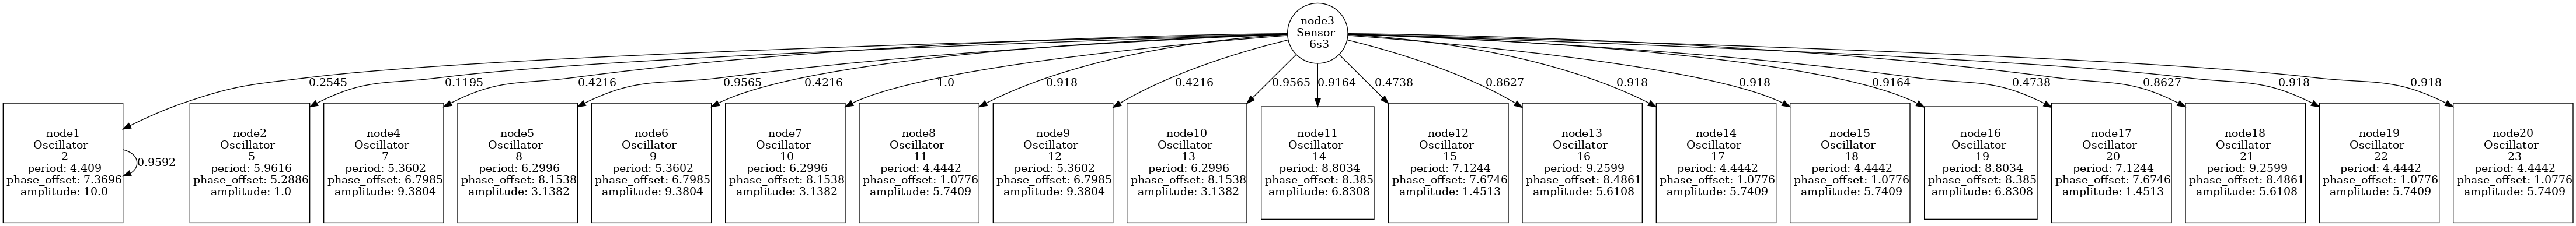 node3
Sensor
6s3
0.2545
-0.1195
-0.4216
0.9565
-0.4216
1.0
0.918
-0.4216
0.9565
0.9164
-0.4738
0.8627
0.918
0.918
0.9164
-0.4738
0.8627
0.918
0.918
node1
Oscillator
2
period: 4.409
phase_offset: 7.3696
amplitude: 10.0
0.9592
node2
Oscillator
5
period: 5.9616
phase_offset: 5.2886
amplitude: 1.0
node4
Oscillator
7
period: 5.3602
phase_offset: 6.7985
amplitude: 9.3804
node5
Oscillator
8
period: 6.2996
phase_offset: 8.1538
amplitude: 3.1382
node6
Oscillator
9
period: 5.3602
phase_offset: 6.7985
amplitude: 9.3804
node7
Oscillator
10
period: 6.2996
phase_offset: 8.1538
amplitude: 3.1382
node8
Oscillator
11
period: 4.4442
phase_offset: 1.0776
amplitude: 5.7409
node9
Oscillator
12
period: 5.3602
phase_offset: 6.7985
amplitude: 9.3804
node10
Oscillator
13
period: 6.2996
phase_offset: 8.1538
amplitude: 3.1382
node11
Oscillator
14
period: 8.8034
phase_offset: 8.385
amplitude: 6.8308
node12
Oscillator
15
period: 7.1244
phase_offset: 7.6746
amplitude: 1.4513
node13
Oscillator
16
period: 9.2599
phase_offset: 8.4861
amplitude: 5.6108
node14
Oscillator
17
period: 4.4442
phase_offset: 1.0776
amplitude: 5.7409
node15
Oscillator
18
period: 4.4442
phase_offset: 1.0776
amplitude: 5.7409
node16
Oscillator
19
period: 8.8034
phase_offset: 8.385
amplitude: 6.8308
node17
Oscillator
20
period: 7.1244
phase_offset: 7.6746
amplitude: 1.4513
node18
Oscillator
21
period: 9.2599
phase_offset: 8.4861
amplitude: 5.6108
node19
Oscillator
22
period: 4.4442
phase_offset: 1.0776
amplitude: 5.7409
node20
Oscillator
23
period: 4.4442
phase_offset: 1.0776
amplitude: 5.7409